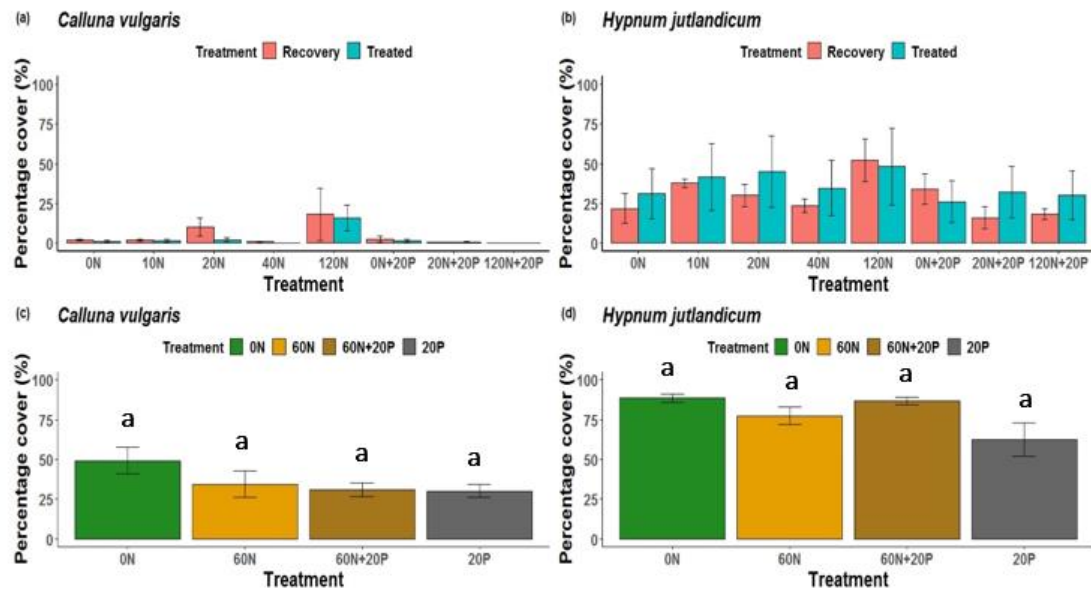 (a) Calluna vulgaris
Treatment Recovery Treated
Percentage cover (%)
100
75
50
25
0
0N 10N 20N 40N 120N 0N+20P 20N+20P 120N+20P
Treatment
(b) Hypnum jutlandicum
Treatment Recovery Treated
Percentage cover (%)
100
75
50
25
0
0N 10N 20N 40N 120N 0N+20P 20N+20P 120N+20P
Treatment
(c) Calluna vulgaris
Treatment 0N 60N 60N+20P 20P
Percentage cover (%)
100
75
50
25
0
a a a a
0N 60N 60N+20P 20P
Treatment
(d) Hypnum jutlandicum
Treatment 0N 60N 60N+20P 20P
Percentage cover (%)
100
75
50
25
0
a a a a
0N 60N 60N+20P 20P
Treatment